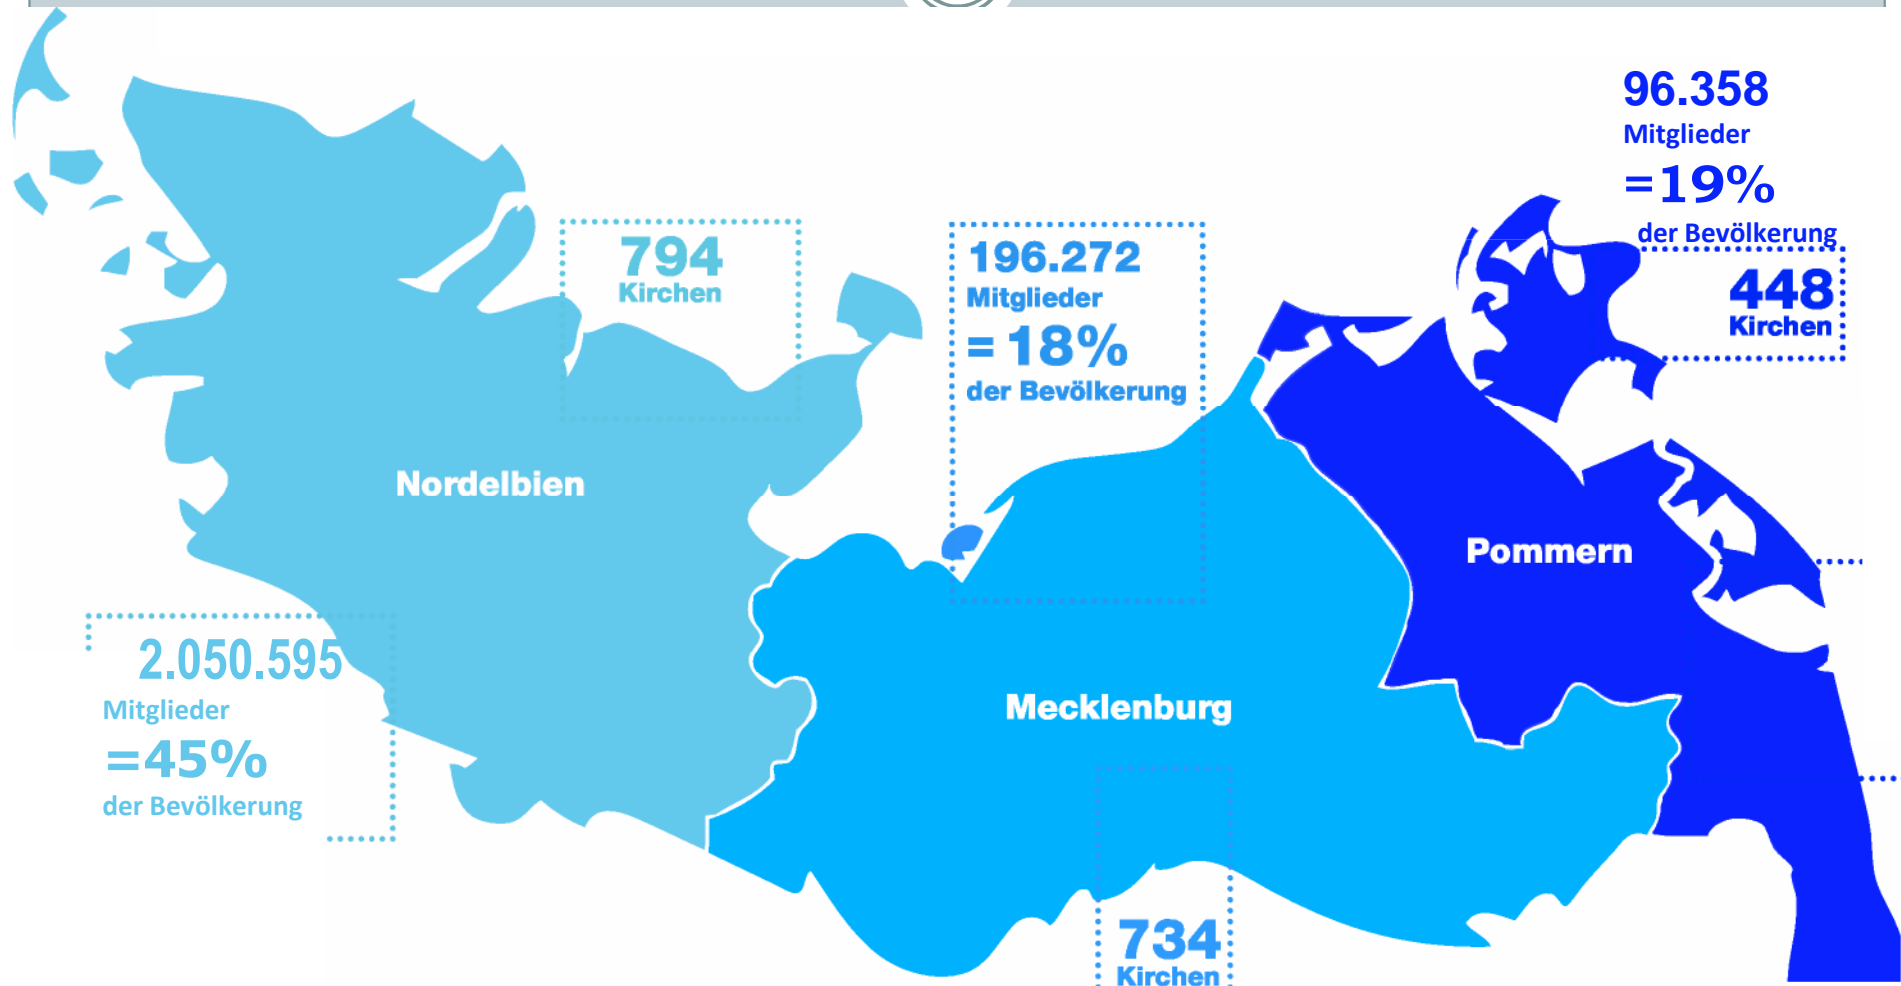 96.358
Mitglieder
=19%
der Bevölkerung
448
Kirchen
794
Kirchen
196.272
Mitglieder
= 18%
der Bevölkerung
Nordelbien
Pommern
2.050.595
Mitglieder
=45%
der Bevölkerung
Mecklenburg
734
Kirchen